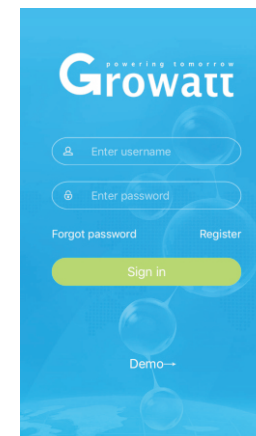 powering tomorrow
Growatt
Enter username
Enter password
Forgot password Register
Sign in
Demo→